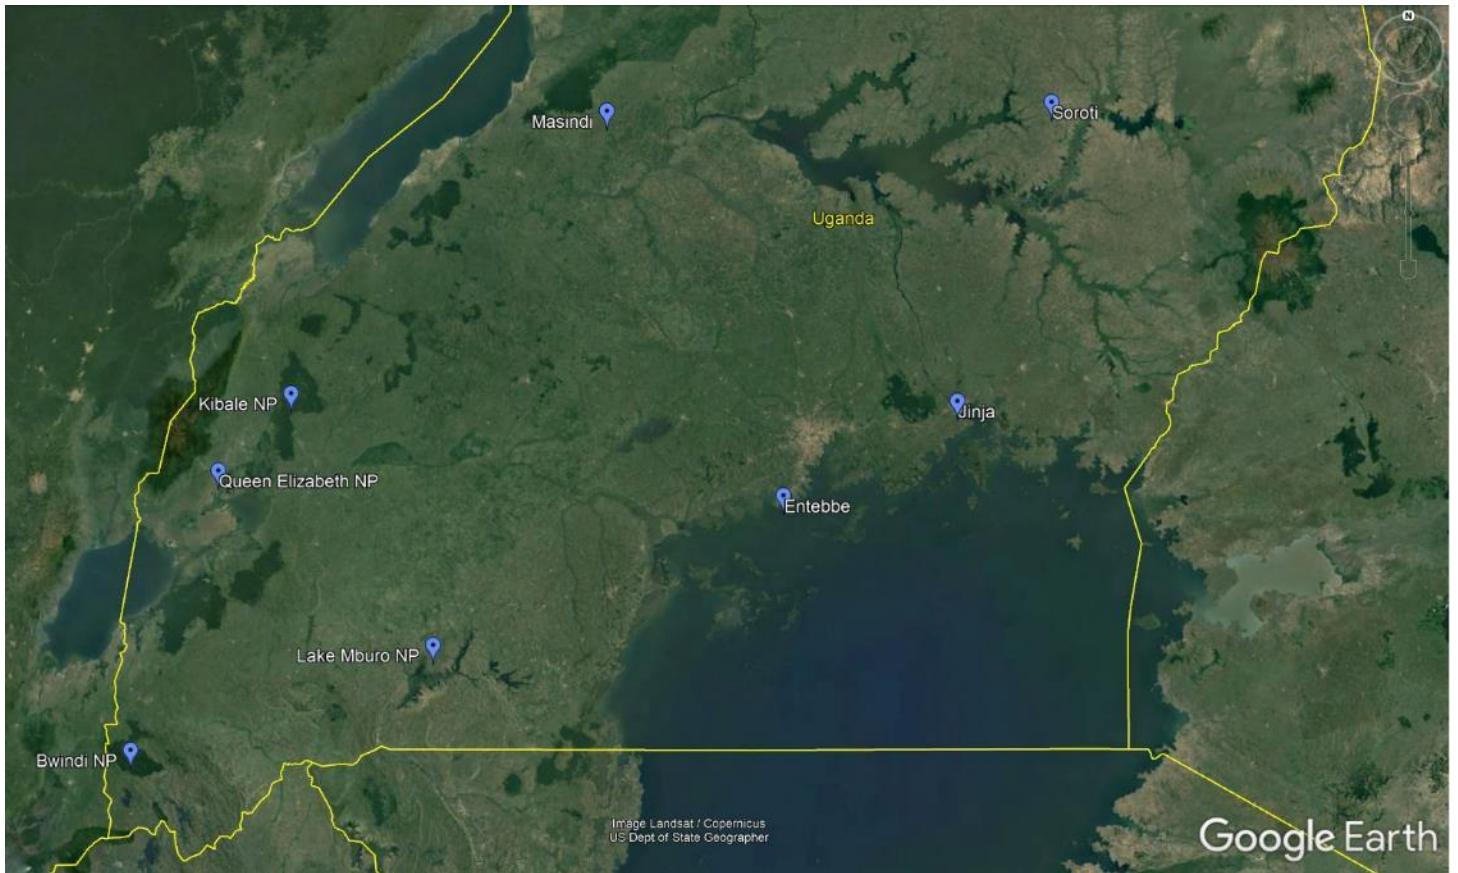 N
Masindi
Soroti
Uganda
Kibale NP
Jinja
Queen Elizabeth NP
Entebbe
Lake Mburo NP
Bwindi NP
Image Landsat / Copernicus
US Dept of State Geographer
Google Earth